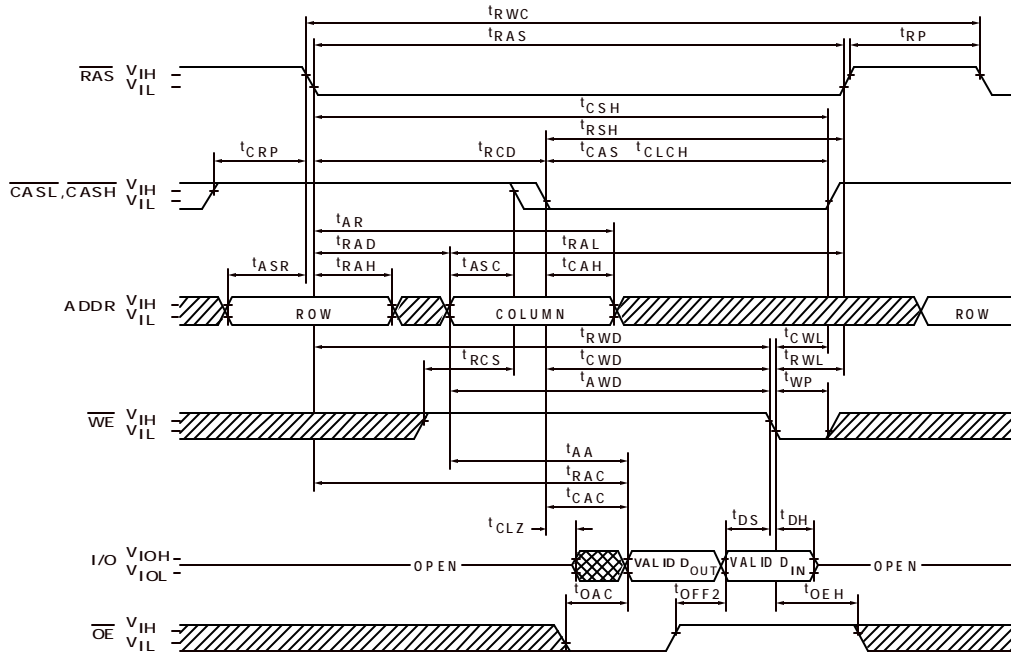 tRWC
tRAS tRP
RAS VIH
VIL
tCSH
tRSH
tCRP tRCD tCAS tCLCH
CASL,CASH VIH
VIL
tAR
tRAD tRAL
tASR tRAH tASC tCAH
ADDR VIH
VIL
ROW COLUMN ROW
tRWD tCWL
tRCS tCWD tRWL
tAWD tWP
WE VIH
VIL
tAA
tRAC
tCAC
tCLZ tDS tDH
I/O VIOH
VIOL
OPEN VALID DOUT VALID DIN OPEN
tOAC tOFF2 tOEH
OE VIH
VIL